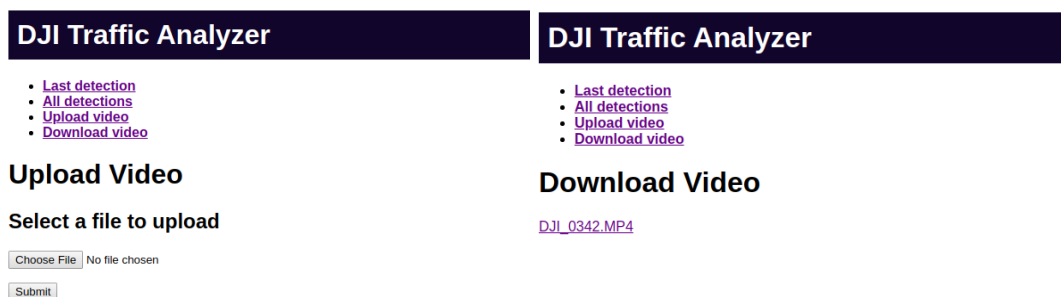 DJI Traffic Analyzer
Last detection
All detections
Upload video
Download video
Upload Video
Select a file to upload
Choose File No file chosen
Submit
DJI Traffic Analyzer
Last detection
All detections
Upload video
Download video
Download Video
DJI_0342.MP4